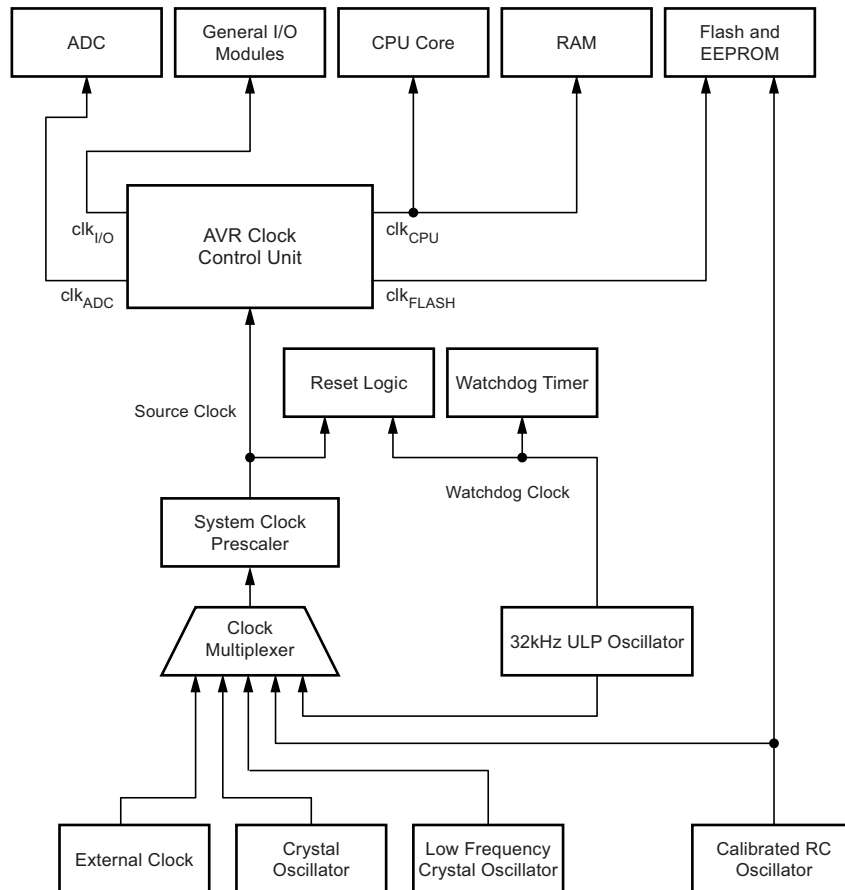 ADC
General I/O
Modules
CPU Core
RAM
Flash and
EEPROM
clkI/O
AVR Clock
Control Unit
clkCPU
clkADC
clkFLASH
Reset Logic
Watchdog Timer
Source Clock
Watchdog Clock
System Clock
Prescaler
Clock
Multiplexer
32kHz ULP Oscillator
External Clock
Crystal
Oscillator
Low Frequency
Crystal Oscillator
Calibrated RC
Oscillator